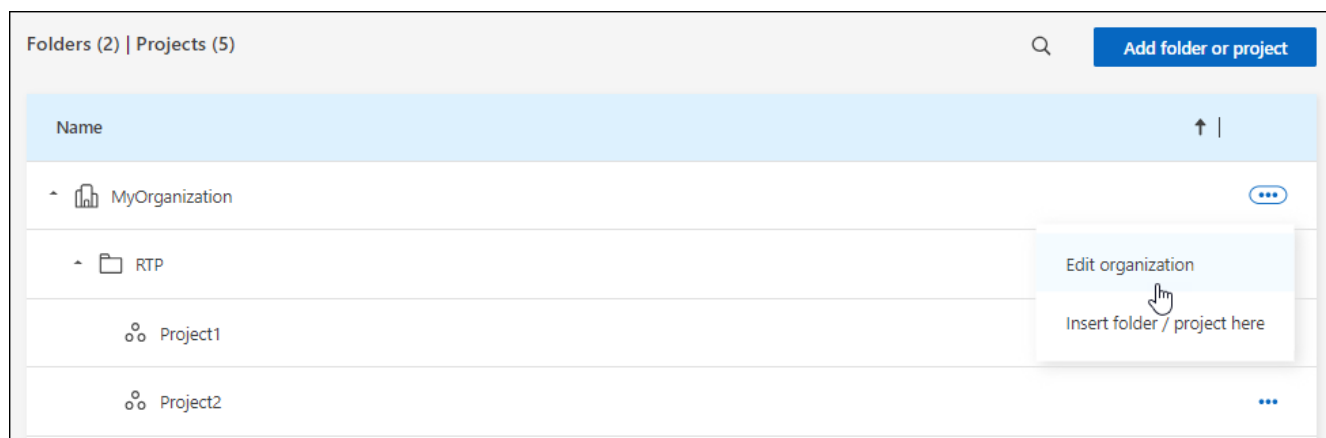 Folders (2) | Projects (5)
Add folder or project
Name
MyOrganization
RTP
Edit organization
Project1
Insert folder / project here
Project2